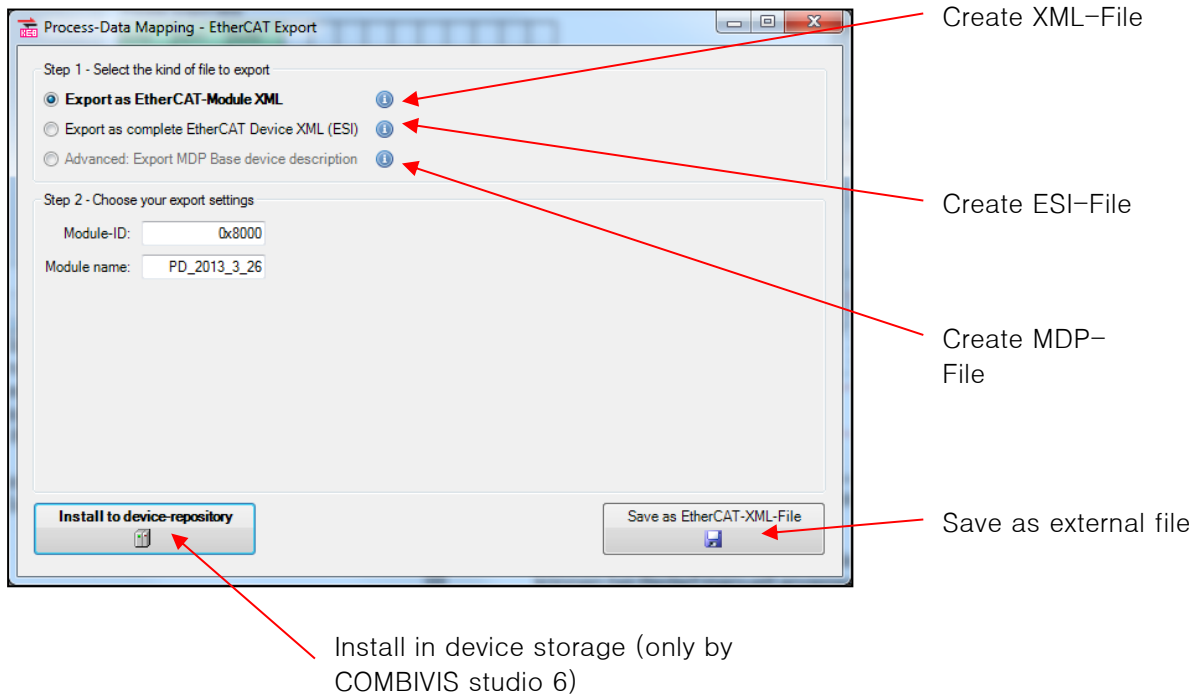 KEB
Process-Data Mapping - EtherCAT Export
Create XML-File
Step 1 - Select the kind of file to export
Export as EtherCAT-Module XML
Export as complete EtherCAT Device XML (ESI)
Advanced: Export MDP Base device description
Create ESI-File
Step 2 - Choose your export settings
Module-ID: 0x8000
Module name: PD_2013_3_26
Create MDP-
File
Install to device-repository
Save as EtherCAT-XML-File
Save as external file
Install in device storage (only by
COMBIVIS studio 6)